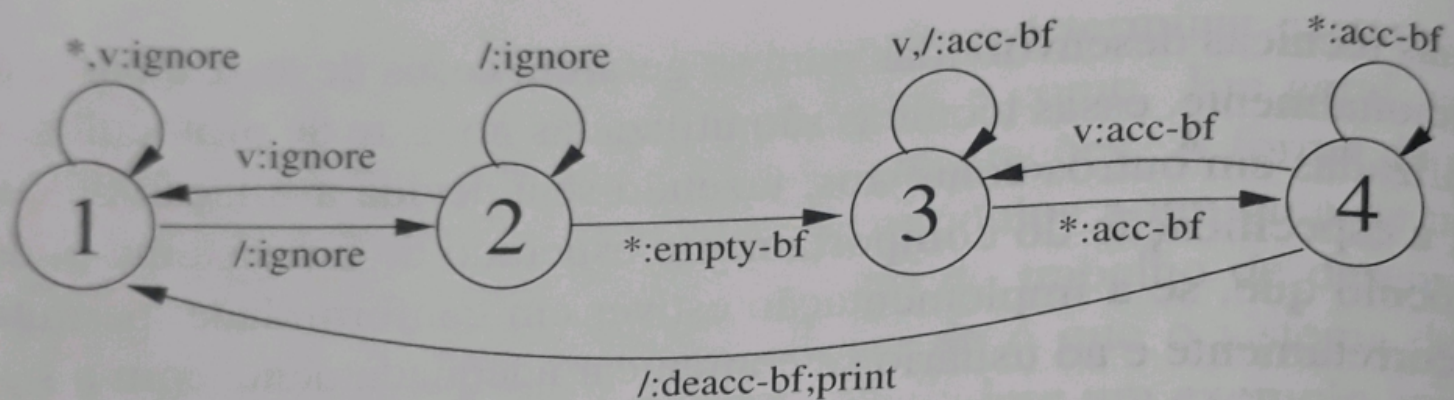 *,v:ignore
/:ignore
v,/:acc-bf
*:acc-bf
v:ignore
v:acc-bf
1
2
3
4
/:ignore
*:empty-bf
*:acc-bf
/:deacc-bf;print